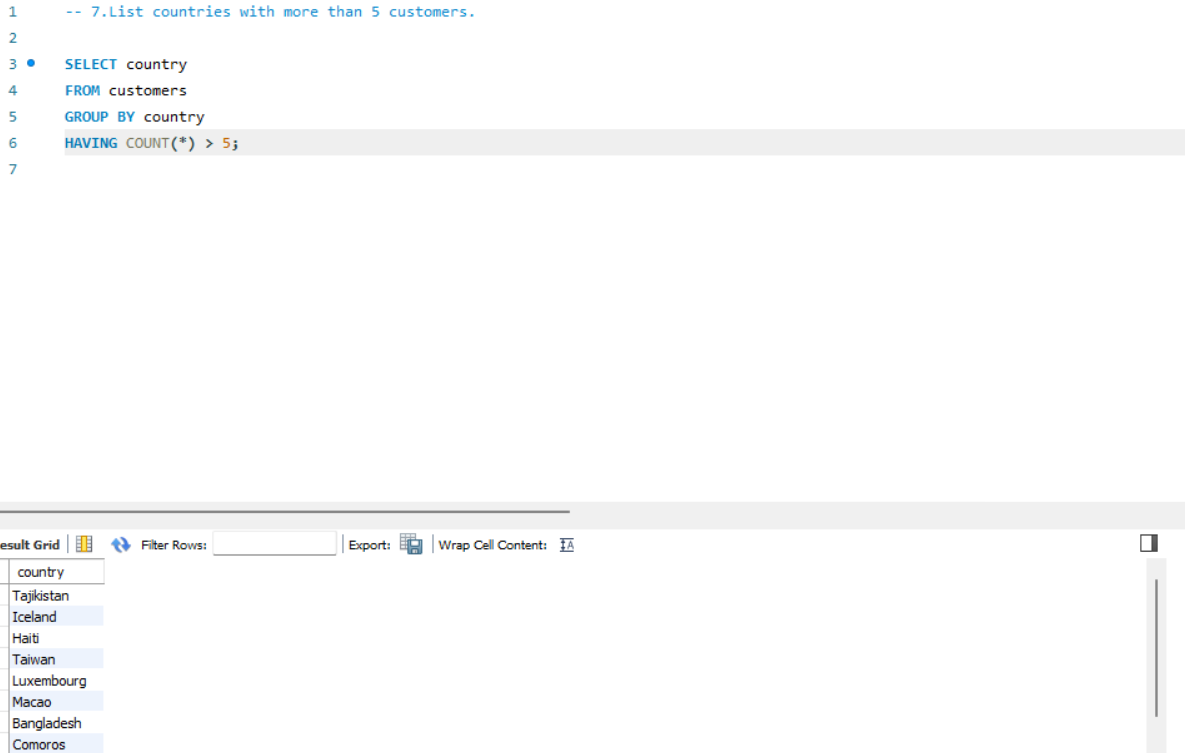 1 -- 7.List countries with more than 5 customers.
2
3 SELECT country
4 FROM customers
5 GROUP BY country
6 HAVING COUNT(*) > 5;
7
esult Grid Filter Rows: Export: Wrap Cell Content: IA
country
Tajikistan
Iceland
Haiti
Taiwan
Luxembourg
Macao
Bangladesh
Comoros